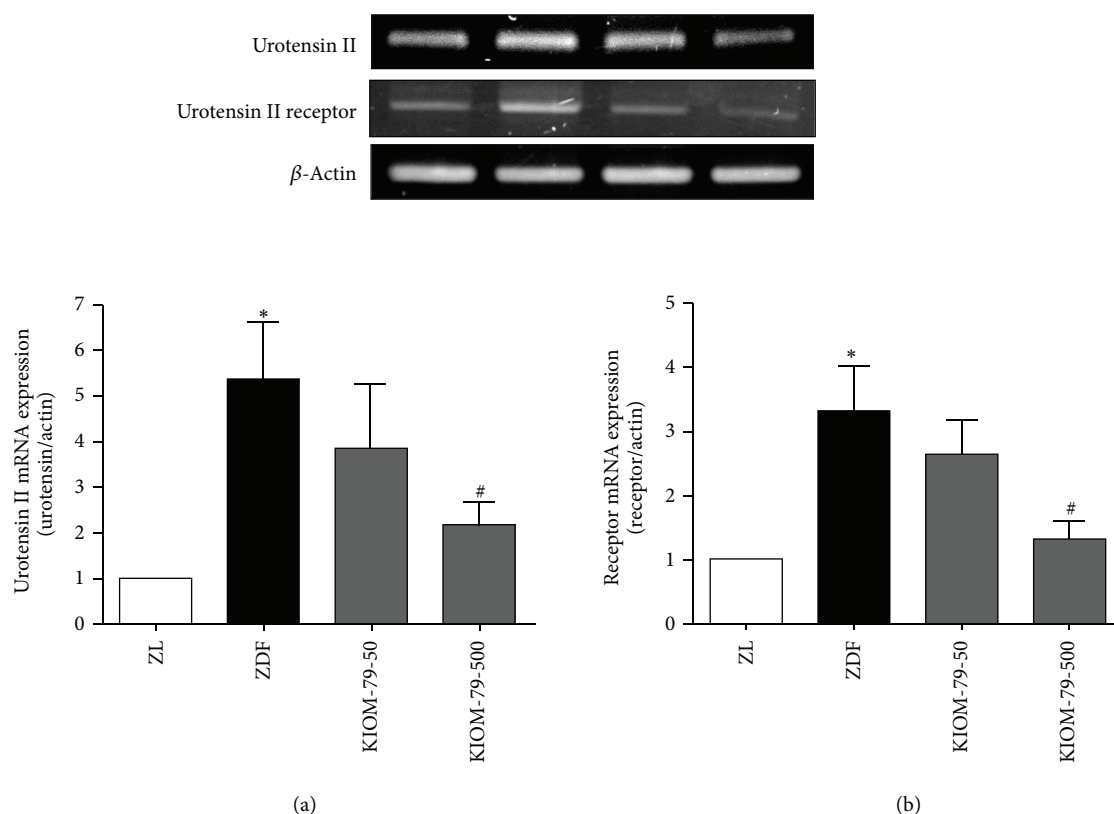 Urotensin II
Urotensin II receptor
β-Actin
Urotensin II mRNA expression
(urotensin/actin)
7
6
5
4
3
2
1
0
*
#
ZL
ZDF
KIOM-79-50
KIOM-79-500
(a)
Receptor mRNA expression
(receptor/actin)
5
4
3
2
1
0
*
#
ZL
ZDF
KIOM-79-50
KIOM-79-500
(b)